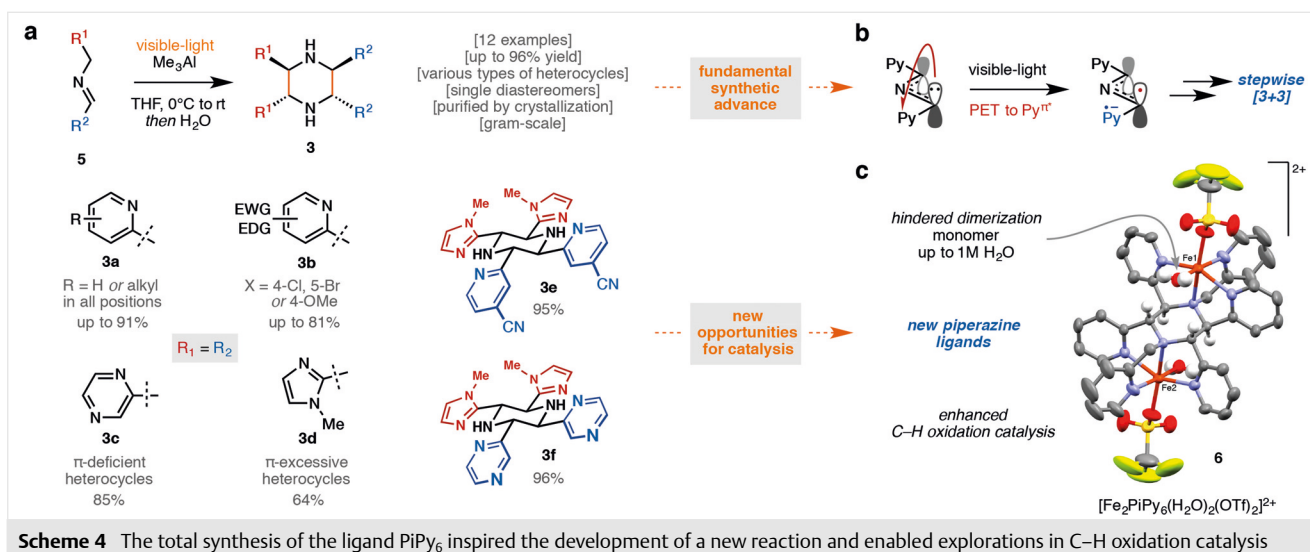 a
R1
N
R2
5
visible-light
Me3Al
THF, 0°C to rt
then H2O
R1
H
N
R2
R1
N
H
R2
3
[12 examples]
[up to 96% yield]
[various types of heterocycles]
[single diastereomers]
[purified by crystallization]
[gram-scale]
fundamental
synthetic
advance
b
Py
N
Py
visible-light
PET to Pyπ*
Py
N
•–
Py
stepwise
[3+3]
R
N
3a
R = H or alkyl
in all positions
up to 91%
EWG
EDG
N
3b
X = 4-Cl, 5-Br
or 4-OMe
up to 81%
R1 = R2
N
N
3c
π-deficient
heterocycles
85%
N
N
Me
3d
π-excessive
heterocycles
64%
Me
N
N
Me
N
N
NH
HN
N
N
CN
CN
3e
95%
Me
N
N
Me
N
N
NH
HN
N
N
N
N
3f
96%
new
opportunities
for catalysis
c
2+
hindered dimerization
monomer
up to 1M H2O
Fe1
new piperazine
ligands
Fe2
enhanced
C–H oxidation catalysis
6
[Fe2PiPy6(H2O)2(OTf)2]2+
Scheme 4 The total synthesis of the ligand PiPy6 inspired the development of a new reaction and enabled explorations in C–H oxidation catalysis